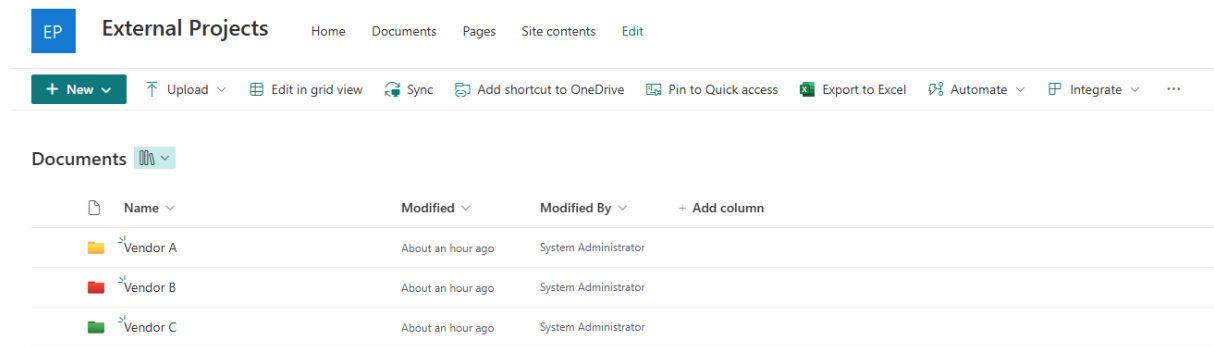 EP External Projects Home Documents Pages Site contents Edit
+ New Upload Edit in grid view Sync Add shortcut to OneDrive Pin to Quick access Export to Excel Automate Integrate ...
Documents
Name Modified Modified By + Add column
Vendor A About an hour ago System Administrator
Vendor B About an hour ago System Administrator
Vendor C About an hour ago System Administrator